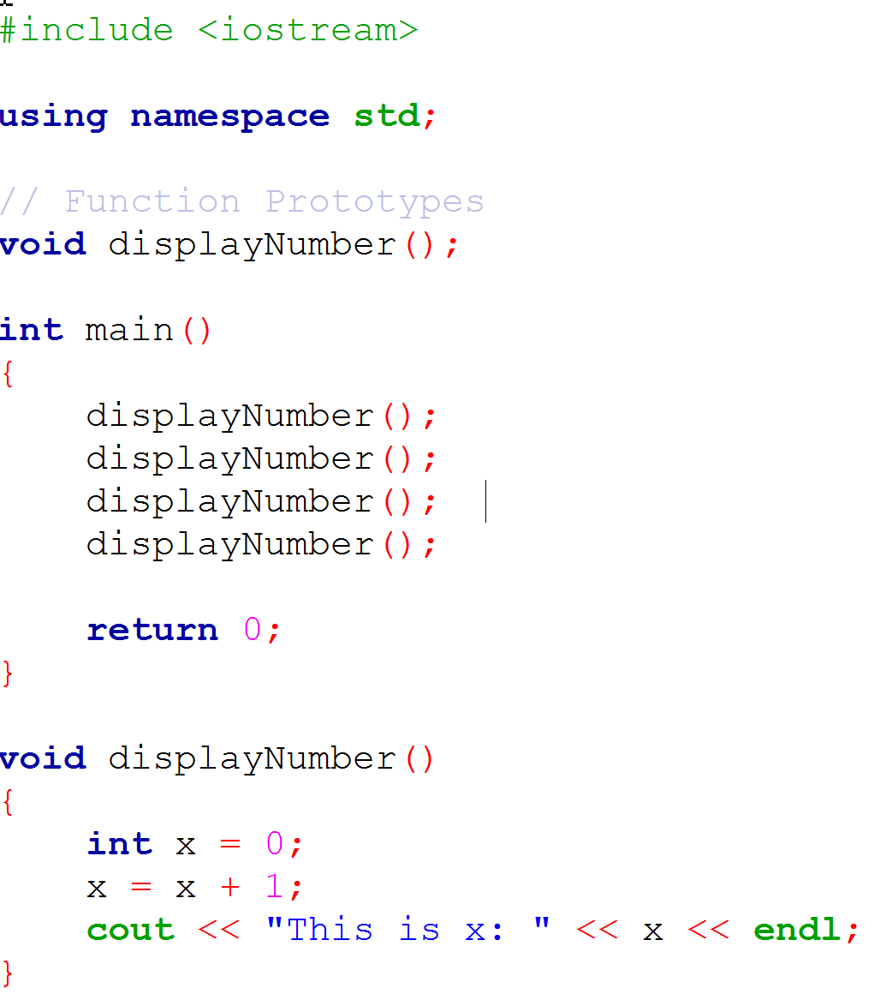 #include <iostream>
using namespace std;
// Function Prototypes
void displayNumber();
int main()
{
displayNumber();
displayNumber();
displayNumber();
displayNumber();
return 0;
}
void displayNumber()
{
int x = 0;
x = x + 1;
cout << "This is x: " << x << endl;
}